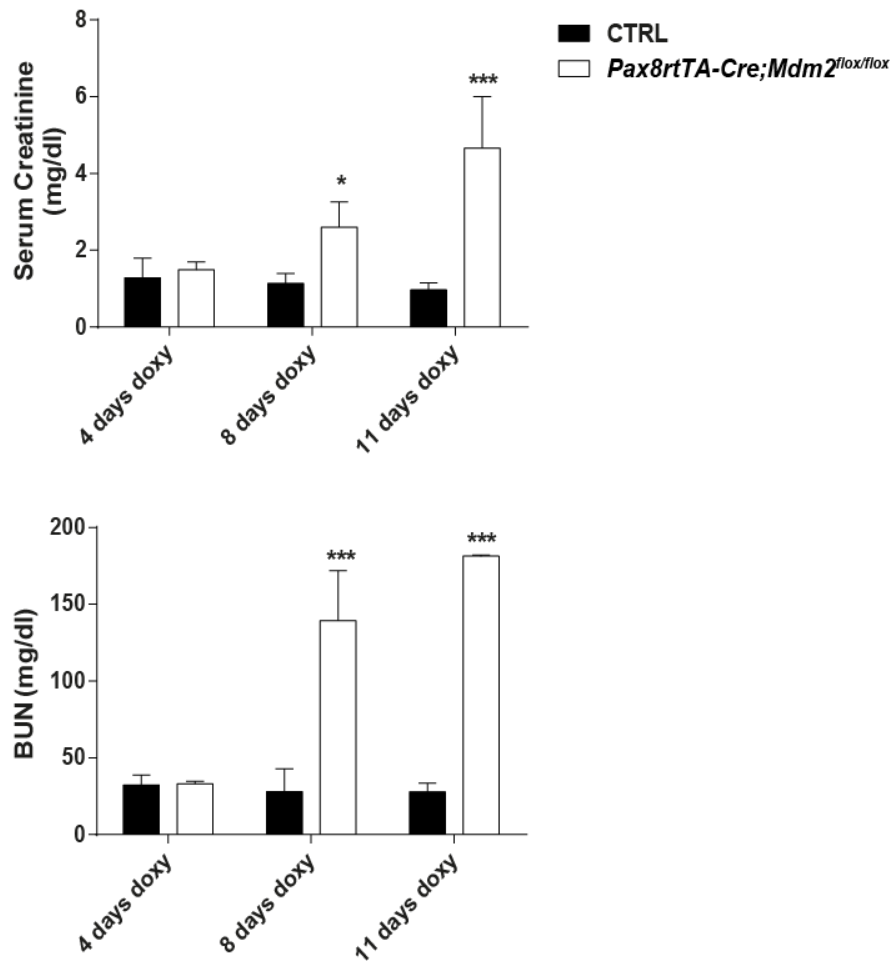 CTRL
Pax8rtTA-Cre;Mdm2flox/flox
Serum Creatinine
(mg/dl)
8
6
4
2
0
*
***
4 days doxy
8 days doxy
11 days doxy
BUN (mg/dl)
200
150
100
50
0
***
***
4 days doxy
8 days doxy
11 days doxy